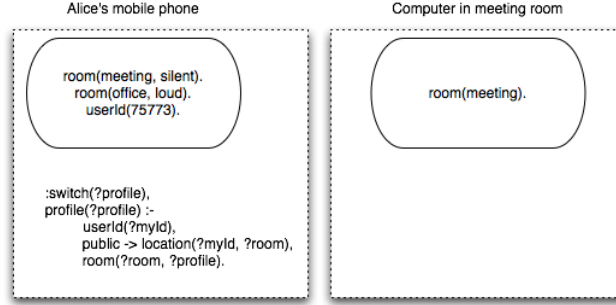 Alice's mobile phone
room(meeting, silent).
room(office, loud).
userId(75773).
:switch(?profile),
profile(?profile) :-
userId(?myId),
public -> location(?myId, ?room),
room(?room, ?profile).
Computer in meeting room
room(meeting).